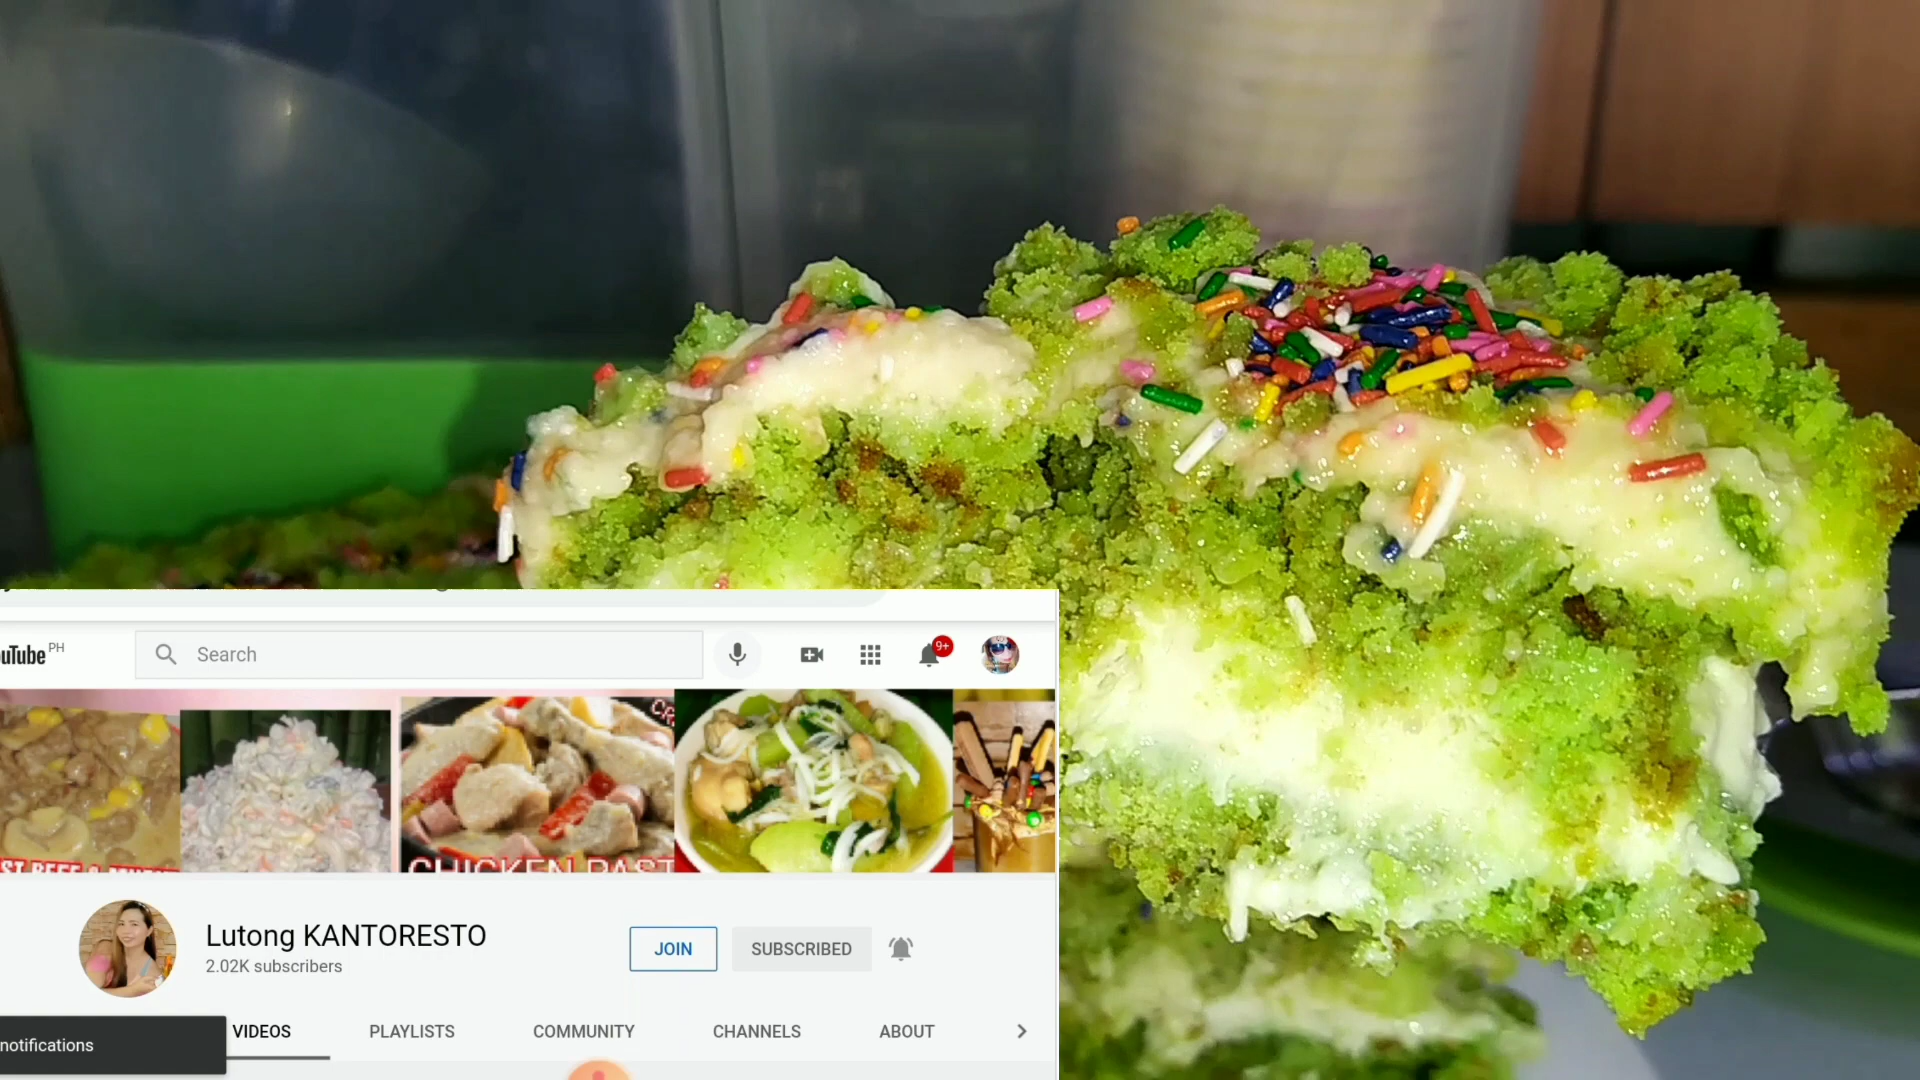 uTube PH
Search
9+
CHICKEN PAST
Lutong KANTORESTO
2.02K subscribers
JOIN
SUBSCRIBED
VIDEOS
PLAYLISTS
COMMUNITY
CHANNELS
ABOUT
notifications